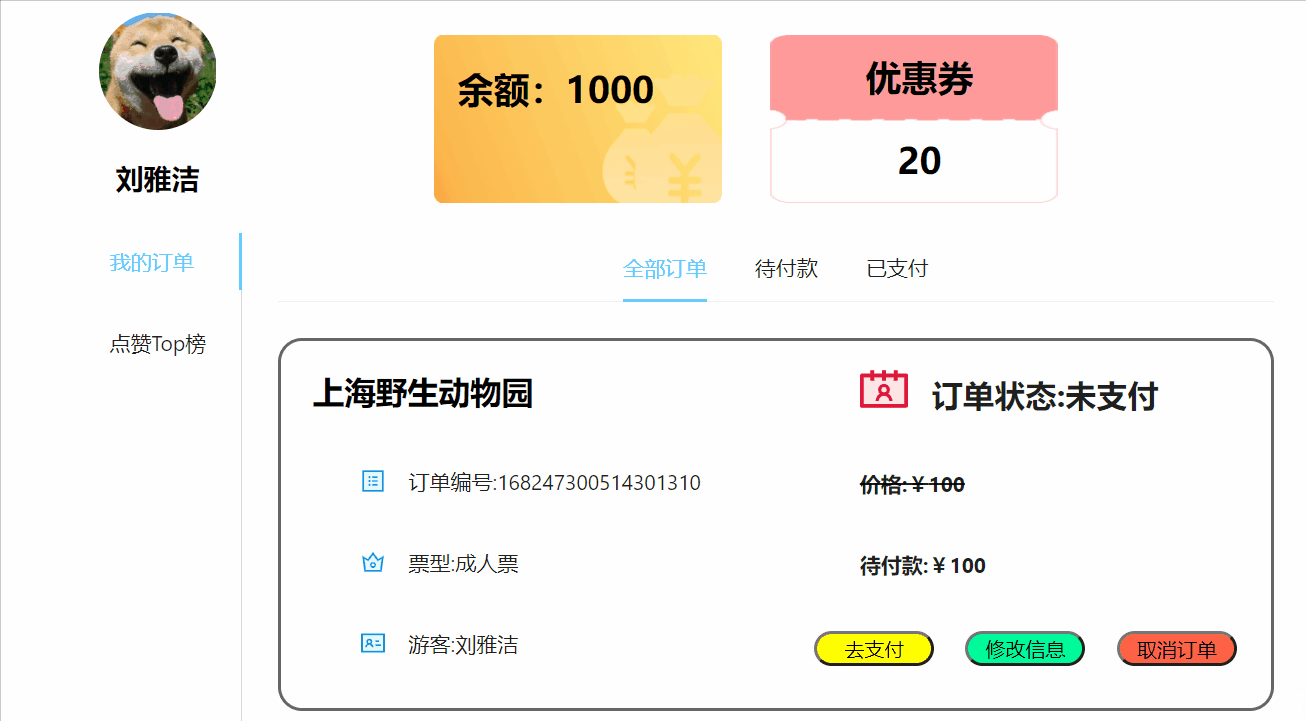 刘雅洁
余额：1000
优惠券
20
我的订单
点赞Top榜
全部订单 待付款 已支付
上海野生动物园
订单状态:未支付
订单编号:168247300514301310
价格:￥100
票型:成人票
待付款:￥100
游客:刘雅洁
去支付 修改信息 取消订单